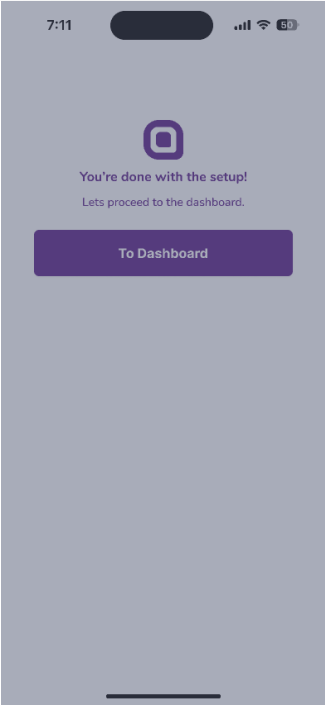 7:11
50
You're done with the setup!
Lets proceed to the dashboard.
To Dashboard